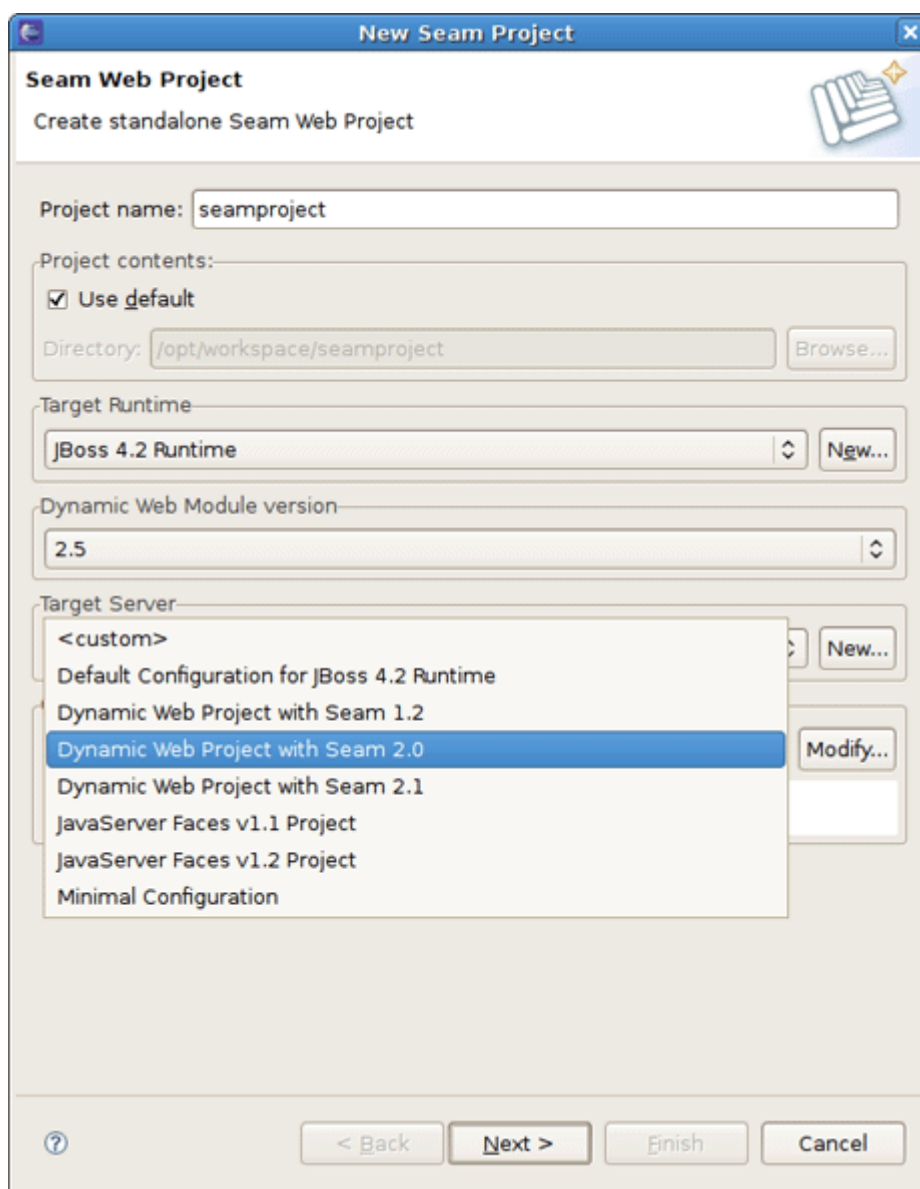 New Seam Project
Seam Web Project
Create standalone Seam Web Project
Project name: seamproject
Project contents:
Use default
Directory: /opt/workspace/seamproject Browse...
Target Runtime
JBoss 4.2 Runtime New...
Dynamic Web Module version
2.5
Target Server
<custom>
New...
Default Configuration for JBoss 4.2 Runtime
Dynamic Web Project with Seam 1.2
Dynamic Web Project with Seam 2.0 Modify...
Dynamic Web Project with Seam 2.1
JavaServer Faces v1.1 Project
JavaServer Faces v1.2 Project
Minimal Configuration
? < Back Next > Finish Cancel